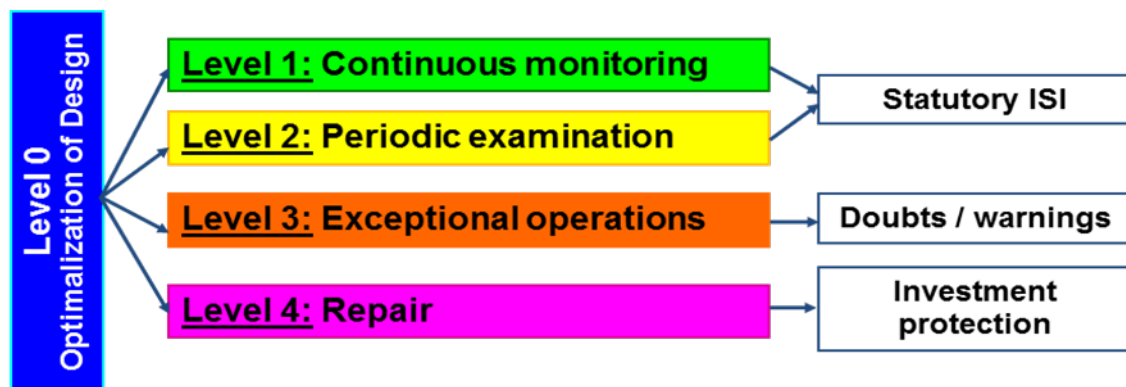 Level 0
Optimalization of Design
Level 1: Continuous monitoring
Level 2: Periodic examination
Level 3: Exceptional operations
Level 4: Repair
Statutory ISI
Doubts / warnings
Investment
protection